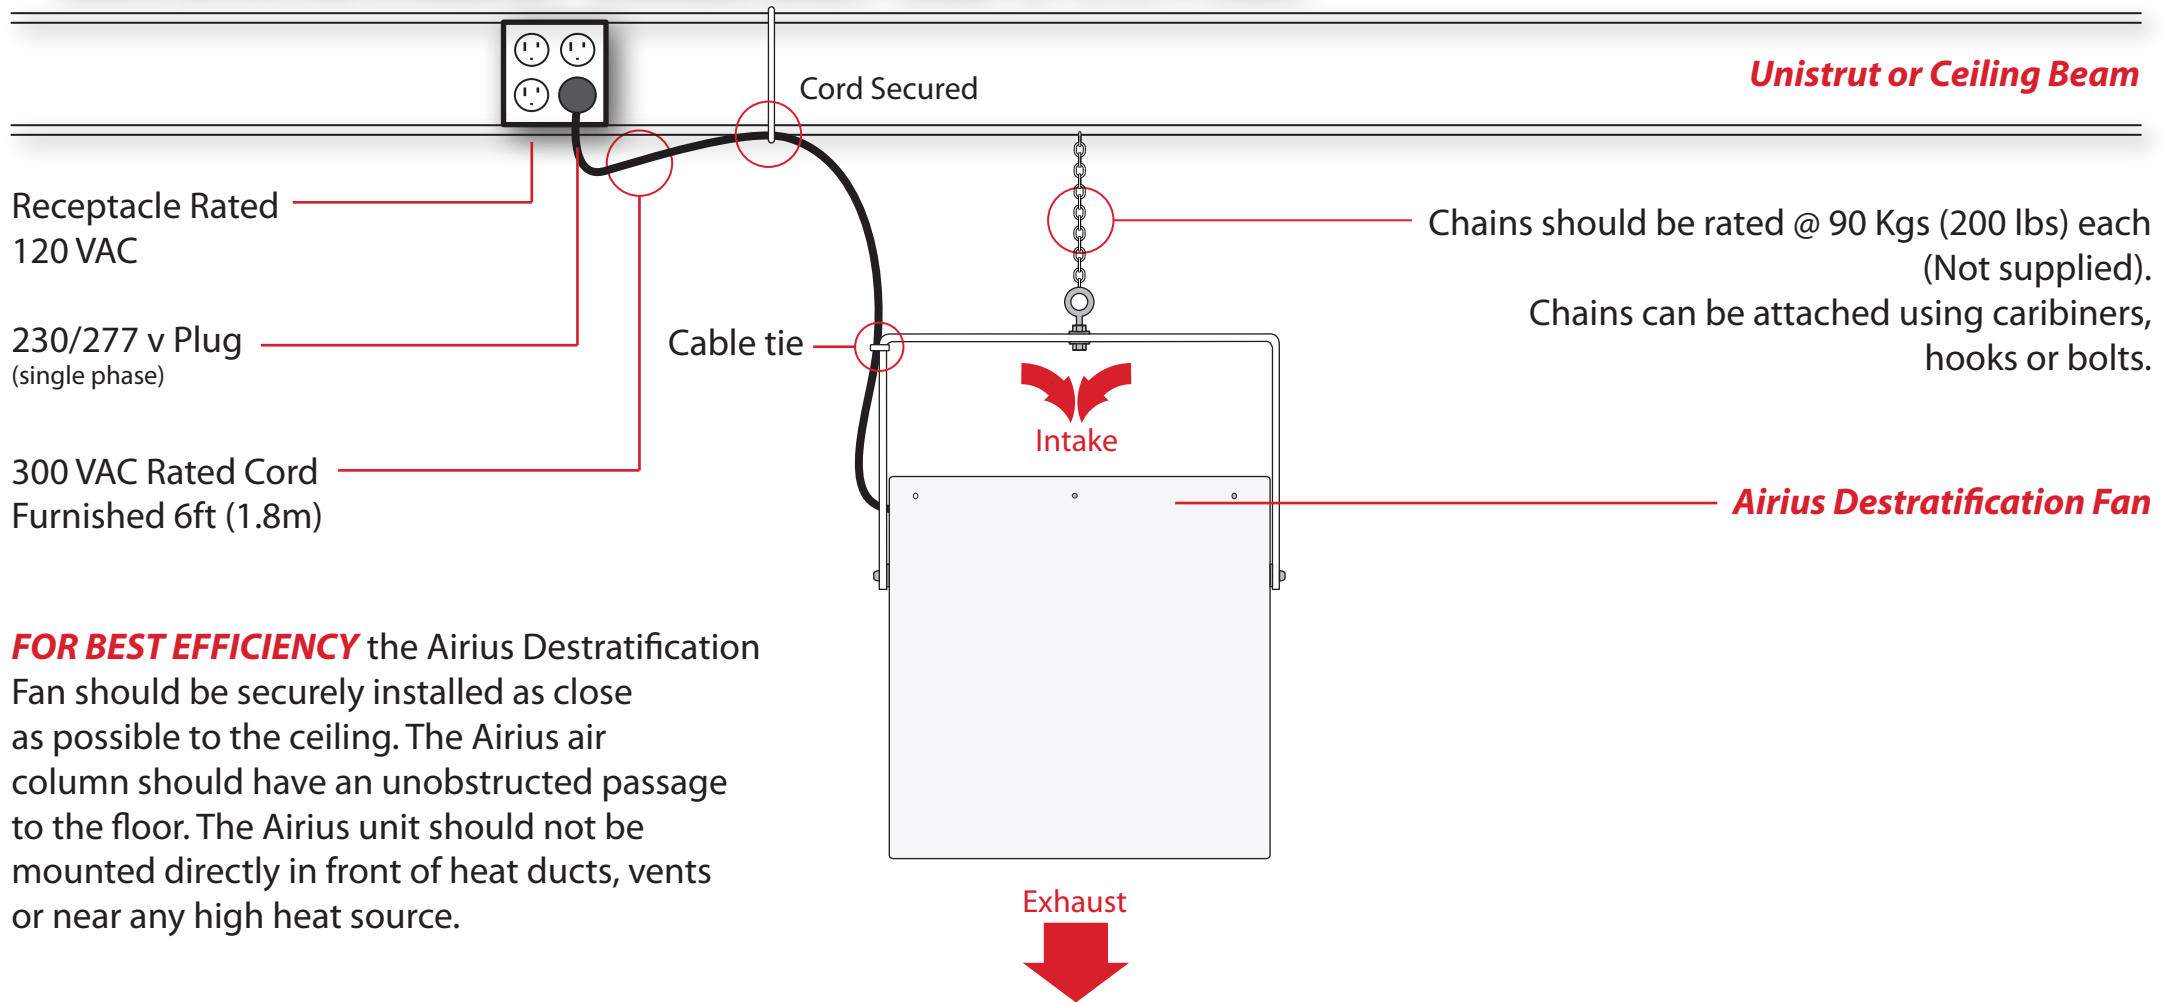 Unistrut or Ceiling Beam
Cord Secured
Receptacle Rated
120 VAC
230/277 v Plug
(single phase)
300 VAC Rated Cord
Furnished 6ft (1.8m)
Cable tie
Chains should be rated @ 90 Kgs (200 lbs) each
(Not supplied).
Chains can be attached using caribiners,
hooks or bolts.
Intake
Airius Destratification Fan
FOR BEST EFFICIENCY the Airius Destratification
Fan should be securely installed as close
as possible to the ceiling. The Airius air
column should have an unobstructed passage
to the floor. The Airius unit should not be
mounted directly in front of heat ducts, vents
or near any high heat source.
Exhaust